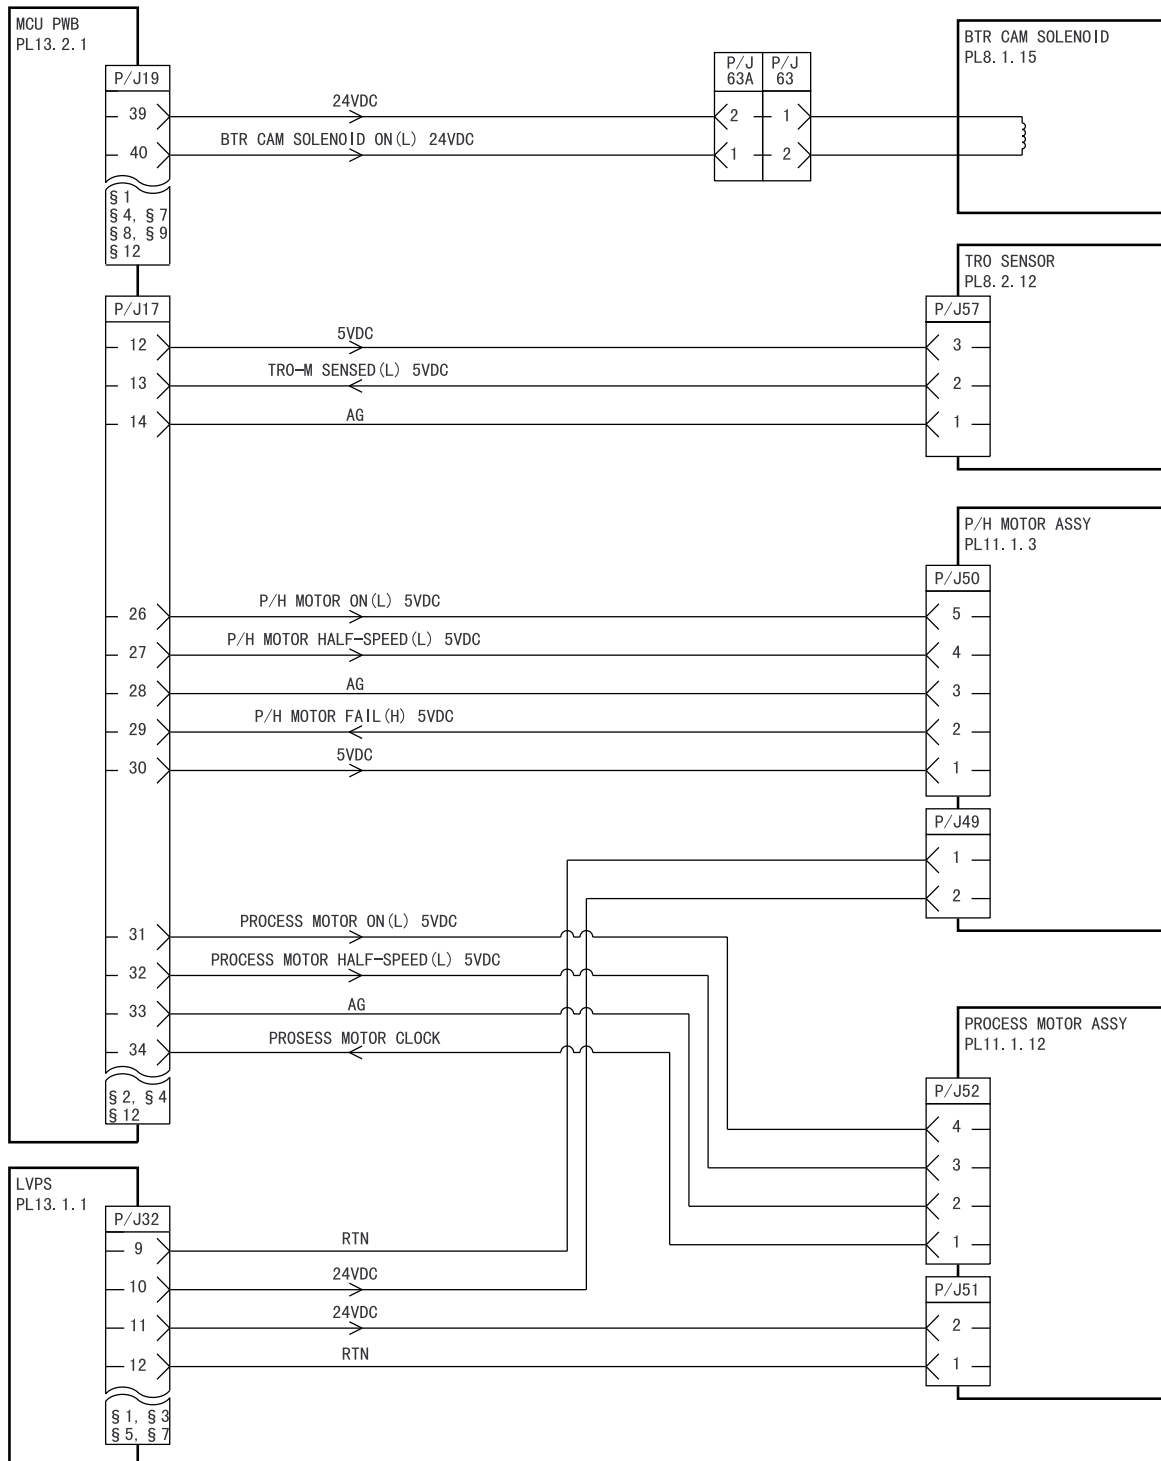 MCU PWB
PL13.2.1
P/J19
39
24VDC
40
BTR CAM SOLENOID ON(L) 24VDC
§1
§4, §7
§8, §9
§12
P/J 63A
P/J 63
2
1
1
2
BTR CAM SOLENOID
PL8.1.15
P/J17
12
5VDC
13
TRO-M SENSED(L) 5VDC
14
AG
TRO SENSOR
PL8.2.12
P/J57
3
2
1
26
P/H MOTOR ON(L) 5VDC
27
P/H MOTOR HALF-SPEED(L) 5VDC
28
AG
29
P/H MOTOR FAIL(H) 5VDC
30
5VDC
P/H MOTOR ASSY
PL11.1.3
P/J50
5
4
3
2
1
P/J49
1
2
31
PROCESS MOTOR ON(L) 5VDC
32
PROCESS MOTOR HALF-SPEED(L) 5VDC
33
AG
34
PROSESS MOTOR CLOCK
§2, §4
§12
PROCESS MOTOR ASSY
PL11.1.12
P/J52
4
3
2
1
P/J51
2
1
LVPS
PL13.1.1
P/J32
9
RTN
10
24VDC
11
24VDC
12
RTN
§1, §3
§5, §7